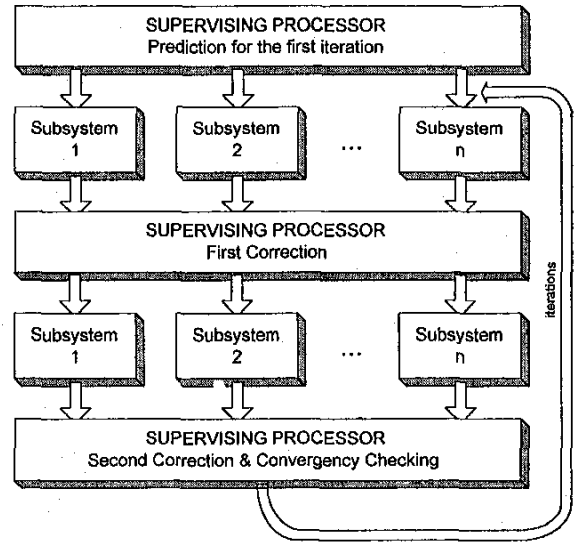 SUPERVISING PROCESSOR
Prediction for the first iteration
Subsystem Subsystem Subsystem
1 2 ... n
SUPERVISING PROCESSOR
First Correction
iterations
Subsystem Subsystem Subsystem
1 2 ... n
SUPERVISING PROCESSOR
Second Correction & Convergency Checking